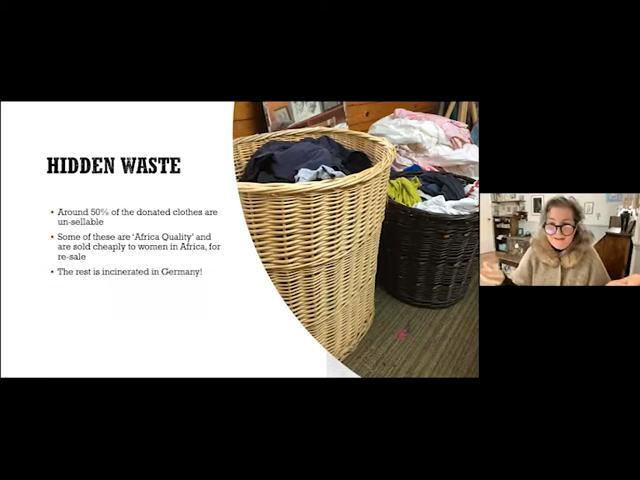 HIDDEN WASTE
• Around 50% of the donated clothes are
un-sellable
• Some of these are 'Africa Quality' and
are sold cheaply to women in Africa, for
re-sale
• The rest is incinerated in Germany!